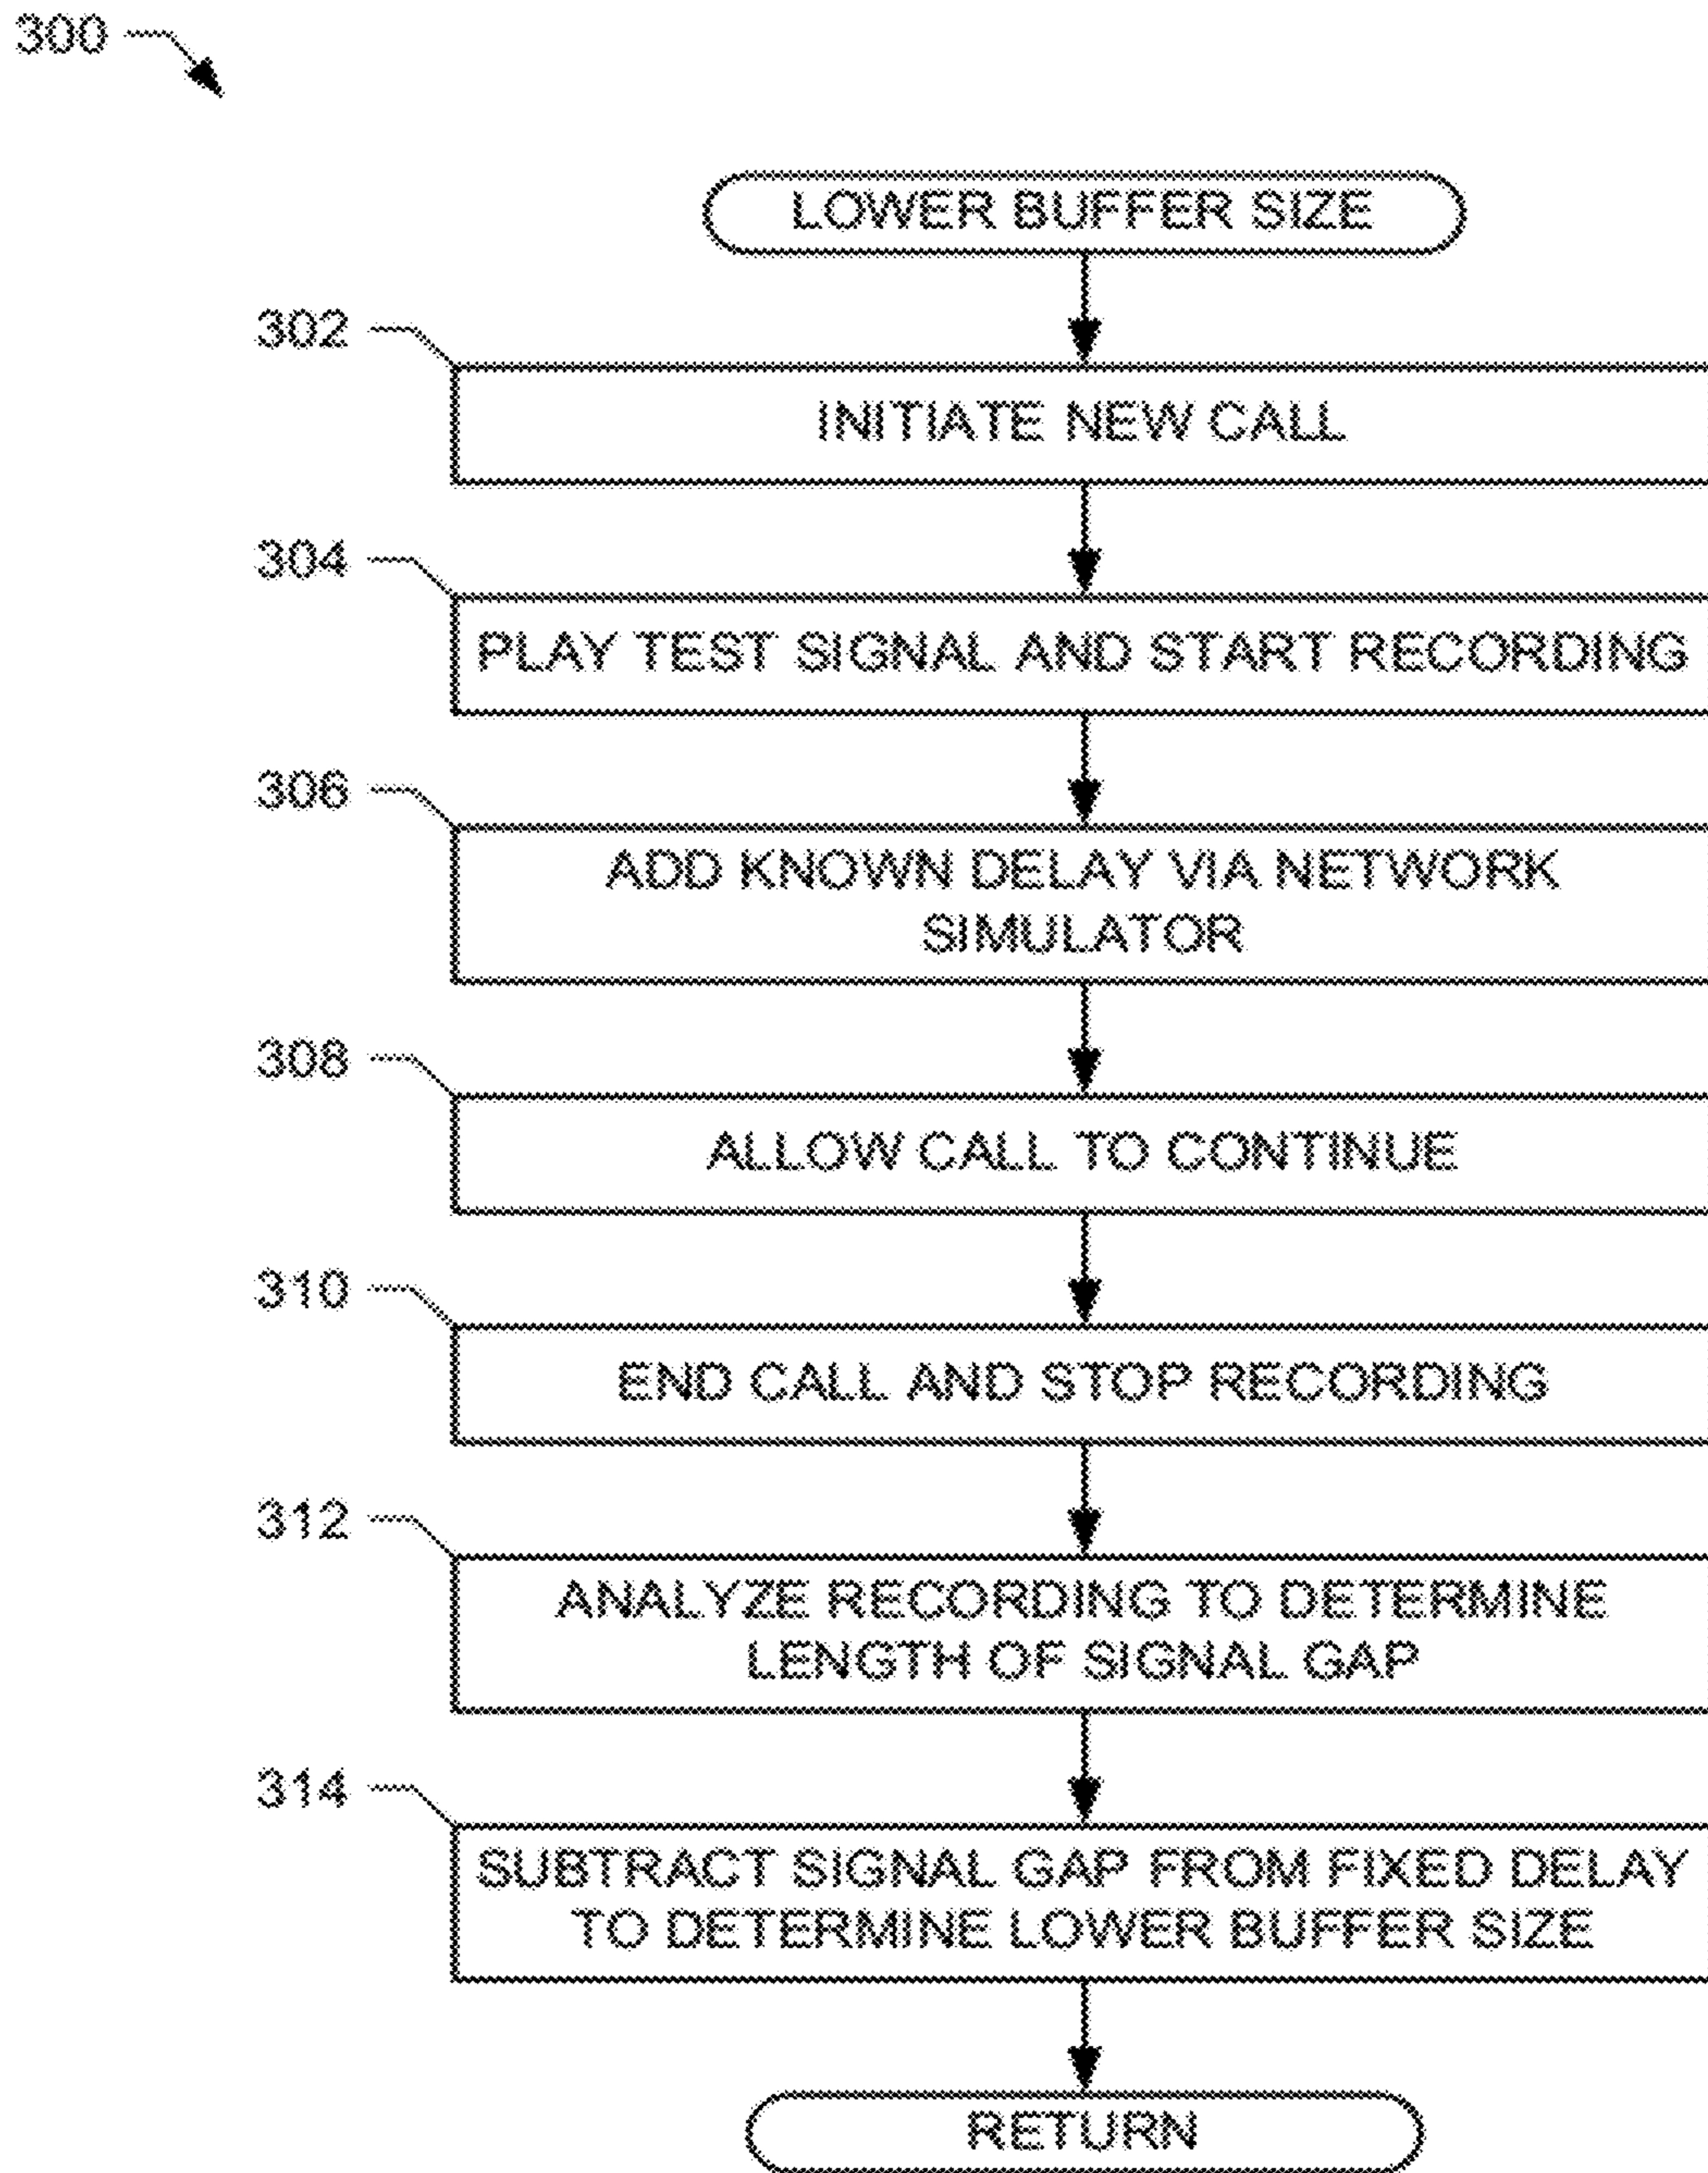 300
LOWER BUFFER SIZE
302
INITIATE NEW CALL
304
PLAY TEST SIGNAL AND START RECORDING
306
ADD KNOWN DELAY VIA NETWORK
SIMULATOR
308
ALLOW CALL TO CONTINUE
310
END CALL AND STOP RECORDING
312
ANALYZE RECORDING TO DETERMINE
LENGTH OF SIGNAL GAP
314
SUBTRACT SIGNAL GAP FROM FIXED DELAY
TO DETERMINE LOWER BUFFER SIZE
RETURN